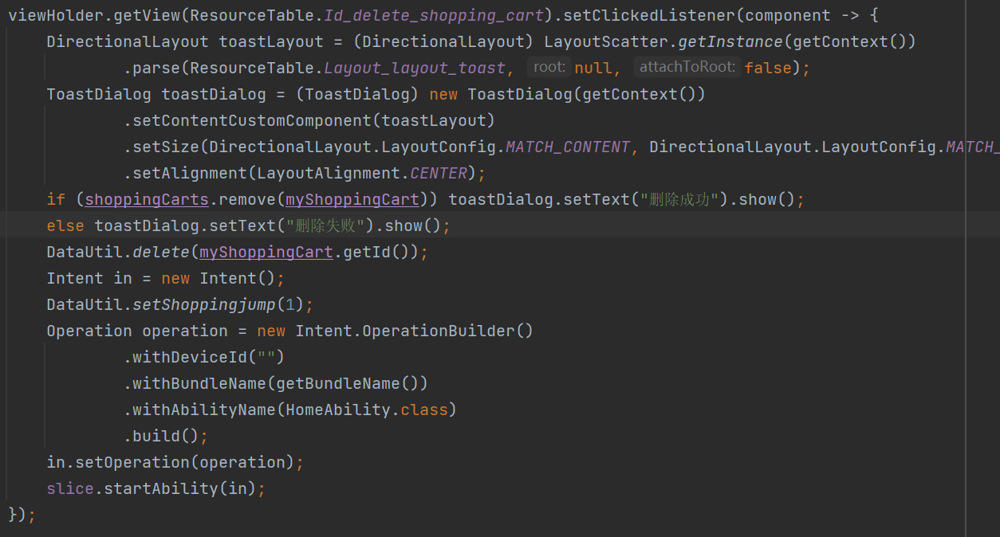 viewHolder.getView(ResourceTable.Id_delete_shopping_cart).setClickedListener(component -> {
DirectionalLayout toastLayout = (DirectionalLayout) LayoutScatter.getInstance(getContext())
.parse(ResourceTable.Layout_layout_toast, root: null, attachToRoot: false);
ToastDialog toastDialog = (ToastDialog) new ToastDialog(getContext())
.setContentCustomComponent(toastLayout)
.setSize(DirectionalLayout.LayoutConfig.MATCH_CONTENT, DirectionalLayout.LayoutConfig.MATCH_
.setAlignment(LayoutAlignment.CENTER);
if (shoppingCarts.remove(myShoppingCart)) toastDialog.setText("删除成功").show();
else toastDialog.setText("删除失败").show();
DataUtil.delete(myShoppingCart.getId());
Intent in = new Intent();
DataUtil.setShoppingjump(1);
Operation operation = new Intent.OperationBuilder()
.withDeviceId("")
.withBundleName(getBundleName())
.withAbilityName(HomeAbility.class)
.build();
in.setOperation(operation);
slice.startAbility(in);
});